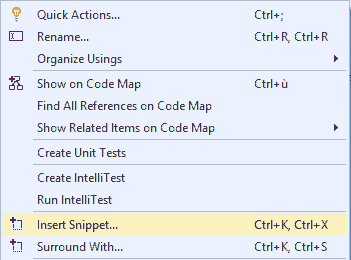 Quick Actions... Ctrl+;
Rename... Ctrl+R, Ctrl+R
Organize Usings
Show on Code Map Ctrl+ù
Find All References on Code Map
Show Related Items on Code Map
Create Unit Tests
Create IntelliTest
Run IntelliTest
Insert Snippet... Ctrl+K, Ctrl+X
Surround With... Ctrl+K, Ctrl+S